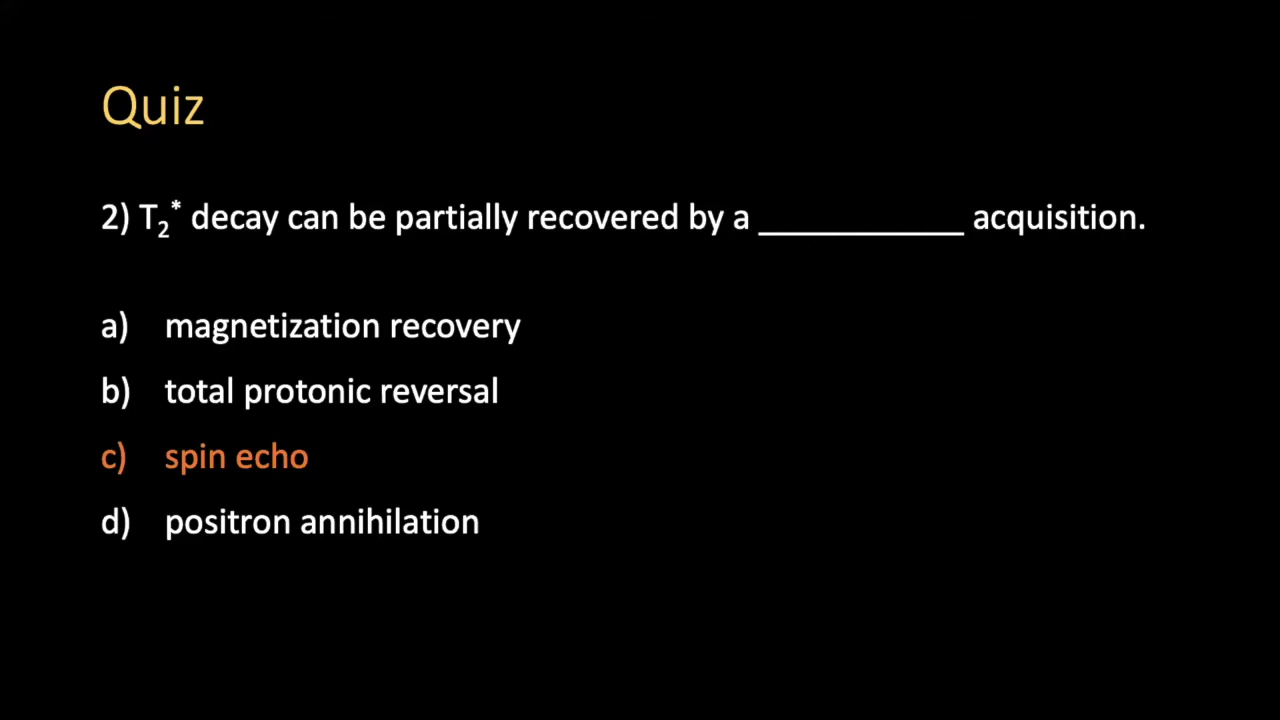 Quiz
2) T₂* decay can be partially recovered by a ____________ acquisition.
a) magnetization recovery
b) total protonic reversal
c) spin echo
d) positron annihilation